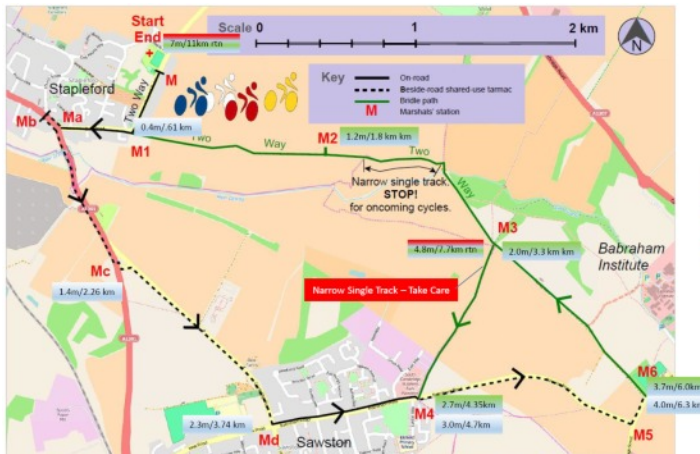 Start
End
7m/11km rtn
Scale
0
1
2 km
N
Key
On-road
Beside-road shared-use tarmac
Bridle path
M
Marshals' station
Stapleford
M
Two Way
Mb
Ma
0.4m/.61 km
M1
Two
Way
M2
1.2m/1.8 km km
Two
Way
Narrow single track.
STOP!
for oncoming cycles.
M3
4.8m/7.7km rtn
2.0m/3.3 km km
Babraham
Institute
Mc
1.4m/2.26 km
Narrow Single Track – Take Care
M6
3.7m/6.0km
4.0m/6.3 k
M5
M4
2.7m/4.35km
3.0m/4.7km
2.3m/3.74 km
Md
Sawston